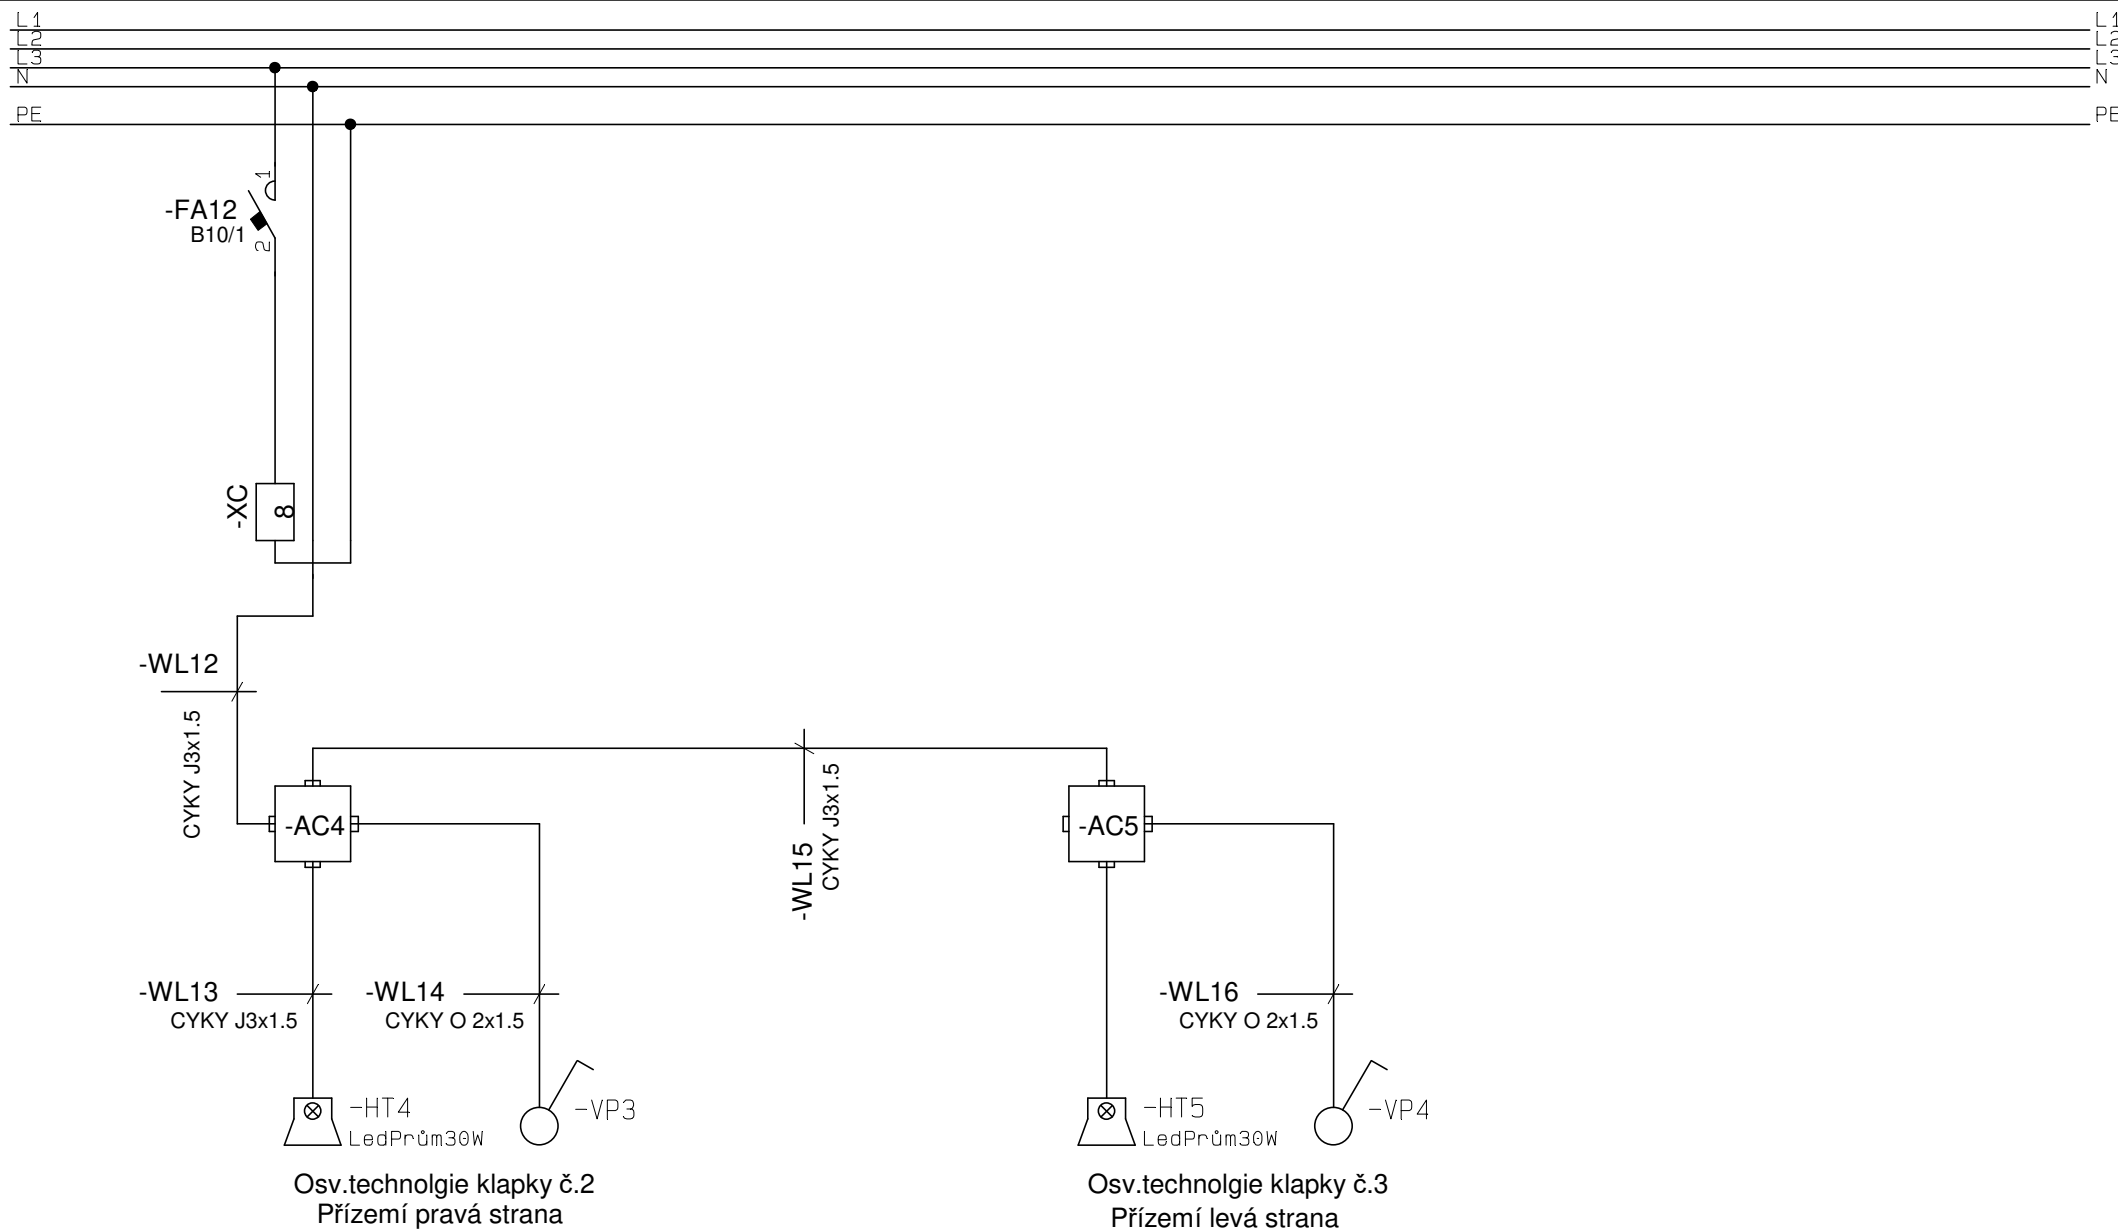 L1
L1
L2
L2
L3
L3
N
N
PE
PE
1
-FA12
B10/1
2
-XC
8
-WL12
CYKY J3x1.5
-AC4
-AC5
-WL15
CYKY J3x1.5
-WL13
CYKY J3x1.5
-WL14
CYKY O 2x1.5
-WL16
CYKY O 2x1.5
-HT4
LedPrům30W
-VP3
-HT5
LedPrům30W
-VP4
Osv.technolgie klapky č.2
Přízemí pravá strana
Osv.technolgie klapky č.3
Přízemí levá strana